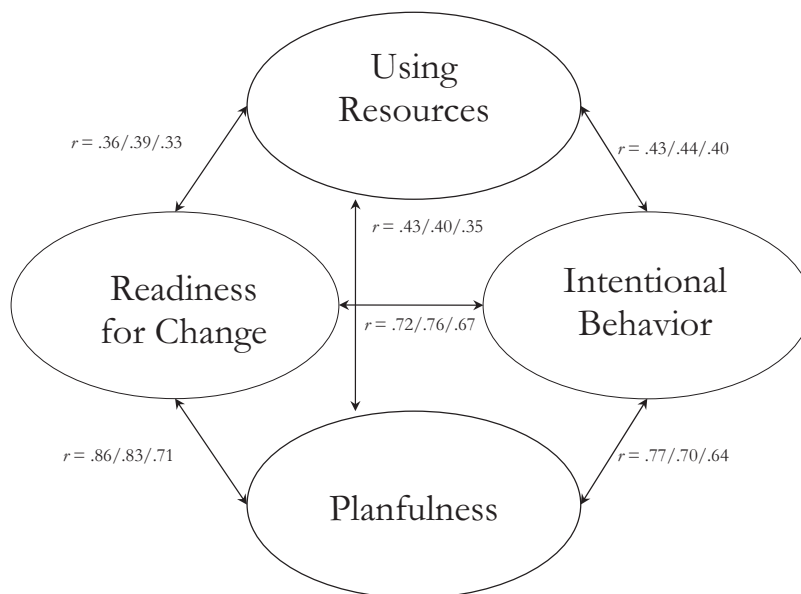 Using
Resources
r = .36/.39/.33
r = .43/.44/.40
r = .43/.40/.35
Readiness
for Change
Intentional
Behavior
r = .72/.76/.67
r = .86/.83/.71
r = .77/.70/.64
Planfulness